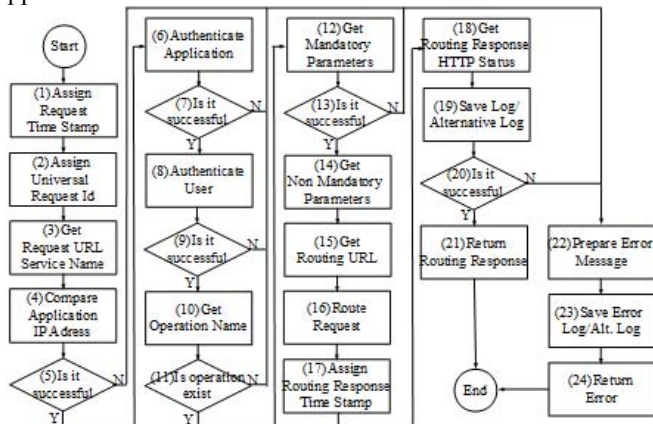 pp
Start
(1)Assign
Request
Time Stamp
(2)Assign
Universal
Request Id
(3)Get
Request URL
Service Name
(4)Compare
Application
IP Adress
(5)Is it
successful
N
Y
(6)Authenticate
Application
(7)Is it
successful
N
Y
(8)Authenticate
User
(9)Is it
successful
N
Y
(10)Get
Operation Name
(11)Is operation
exist
N
Y
(12)Get
Mandatory
Parameters
(13)Is it
successful
N
Y
(14)Get
Non Mandatory
Parameters
(15)Get
Routing URL
(16)Route
Request
(17)Assign
Routing Response
Time Stamp
(18)Get
Routing Response
HTTP Status
(19)Save Log/
Alternative Log
(20)Is it
successful
N
Y
(21)Return
Routing Response
End
(22)Prepare Error
Message
(23)Save Error
Log/Alt. Log
(24)Return
Error